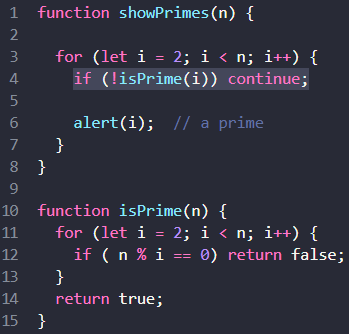 1 function showPrimes(n) {
2
3   for (let i = 2; i < n; i++) {
4     if (!isPrime(i)) continue;
5
6     alert(i);  // a prime
7   }
8 }
9
10 function isPrime(n) {
11   for (let i = 2; i < n; i++) {
12     if ( n % i == 0) return false;
13   }
14   return true;
15 }